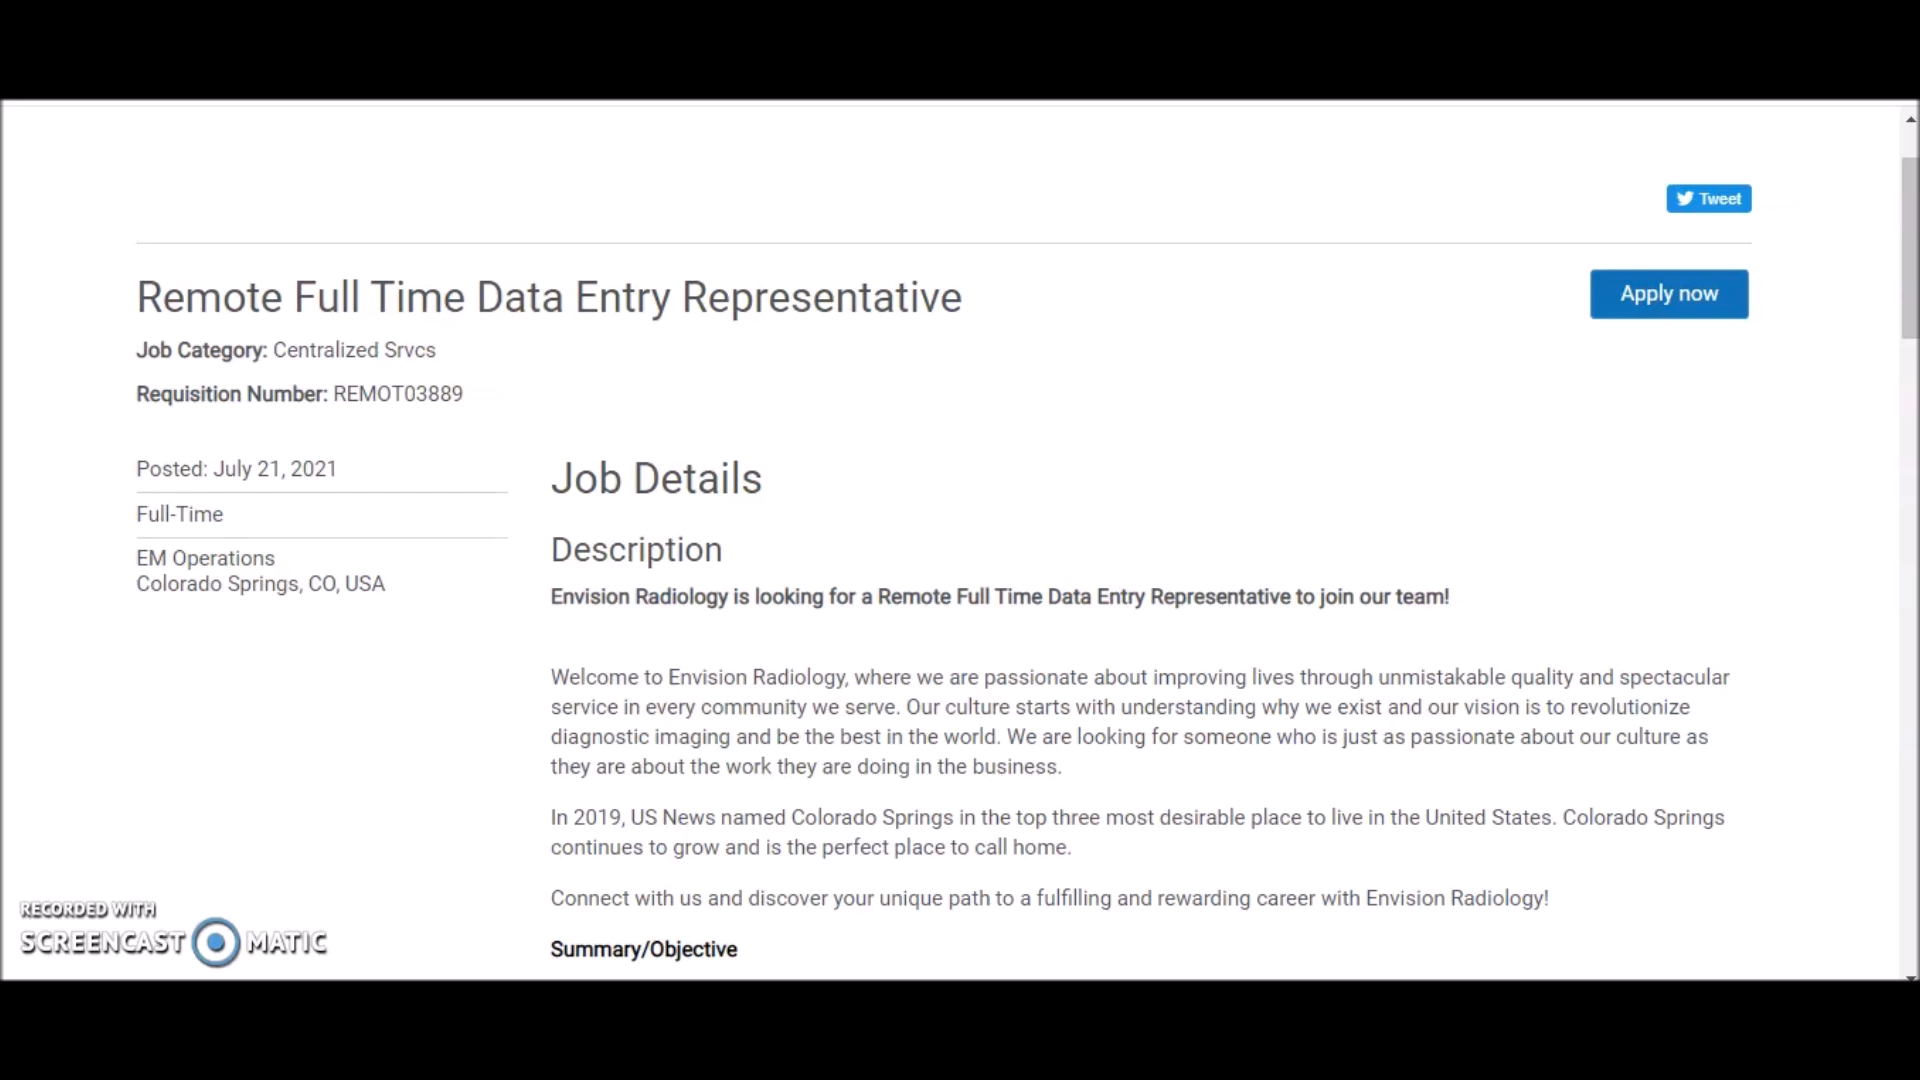 Tweet
Remote Full Time Data Entry Representative
Apply now
Job Category: Centralized Srvcs
Requisition Number: REMOT03889
Posted: July 21, 2021
Full-Time
EM Operations
Colorado Springs, CO, USA
Job Details
Description
Envision Radiology is looking for a Remote Full Time Data Entry Representative to join our team!
Welcome to Envision Radiology, where we are passionate about improving lives through unmistakable quality and spectacular
service in every community we serve. Our culture starts with understanding why we exist and our vision is to revolutionize
diagnostic imaging and be the best in the world. We are looking for someone who is just as passionate about our culture as
they are about the work they are doing in the business.
In 2019, US News named Colorado Springs in the top three most desirable place to live in the United States. Colorado Springs
continues to grow and is the perfect place to call home.
Connect with us and discover your unique path to a fulfilling and rewarding career with Envision Radiology!
Summary/Objective
RECORDED WITH
SCREENCAST MATIC